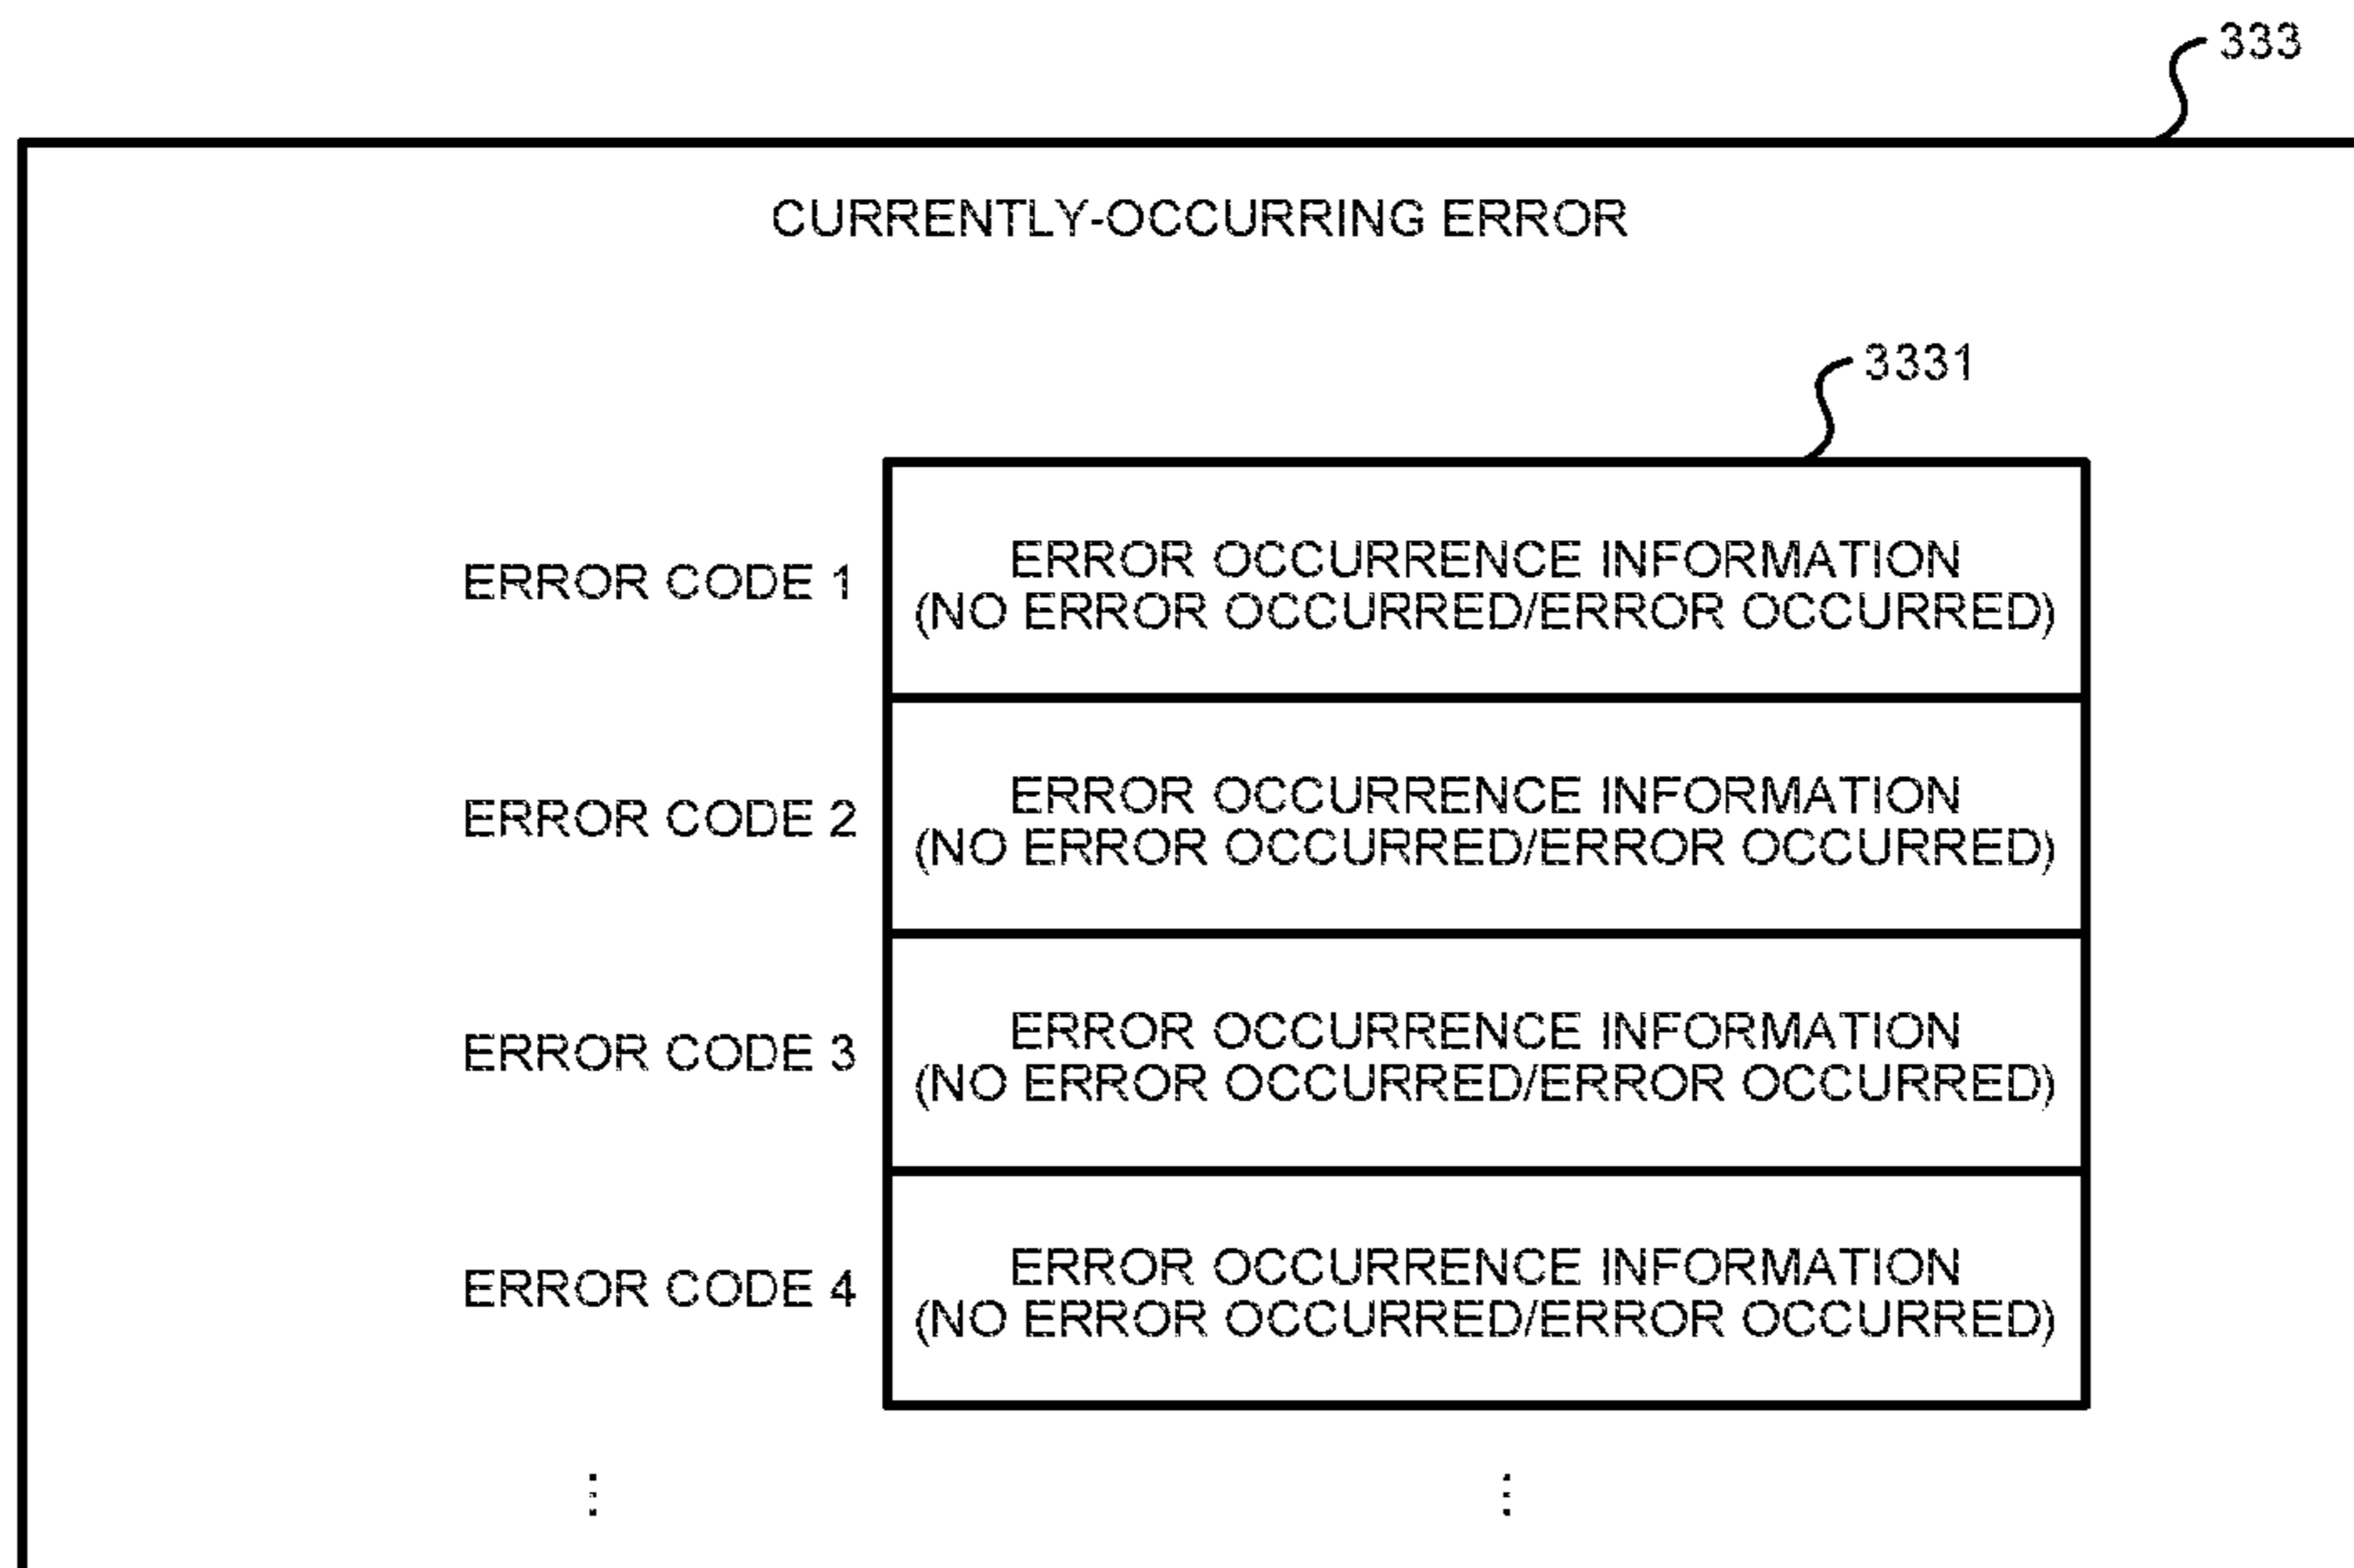 333
CURRENTLY-OCCURRING ERROR
3331
ERROR CODE 1
ERROR OCCURRENCE INFORMATION
(NO ERROR OCCURRED/ERROR OCCURRED)
ERROR CODE 2
ERROR OCCURRENCE INFORMATION
(NO ERROR OCCURRED/ERROR OCCURRED)
ERROR CODE 3
ERROR OCCURRENCE INFORMATION
(NO ERROR OCCURRED/ERROR OCCURRED)
ERROR CODE 4
ERROR OCCURRENCE INFORMATION
(NO ERROR OCCURRED/ERROR OCCURRED)